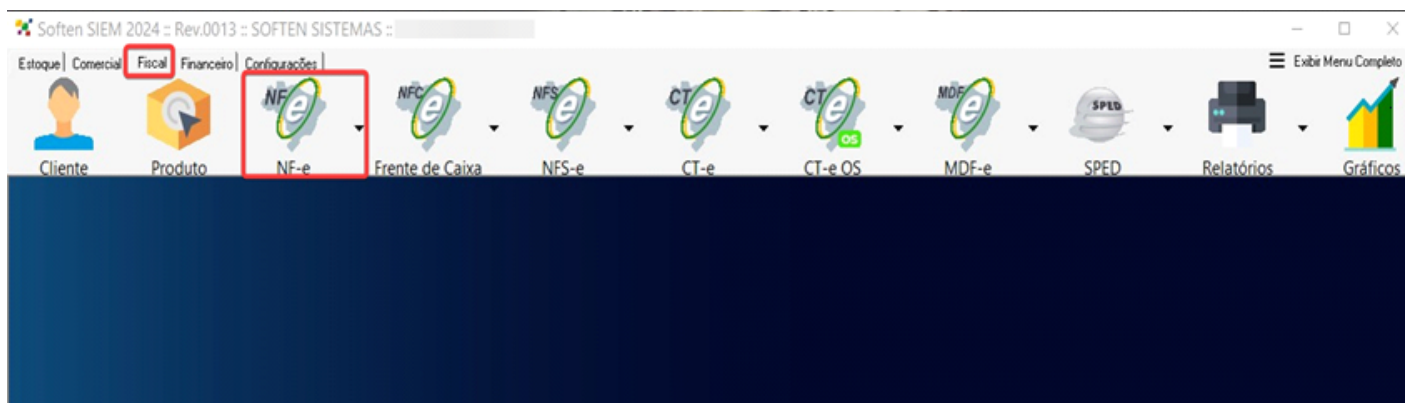 Soften SIEM 2024 :: Rev.0013 :: SOFTEN SISTEMAS ::
Estoque Comercial Fiscal Financeiro Configurações Exibir Menu Completo
NF e NFC e NFS e CT e CT e OS MDF e SPED
Cliente Produto NF-e Frente de Caixa NFS-e CT-e CT-e OS MDF-e SPED Relatórios Gráficos